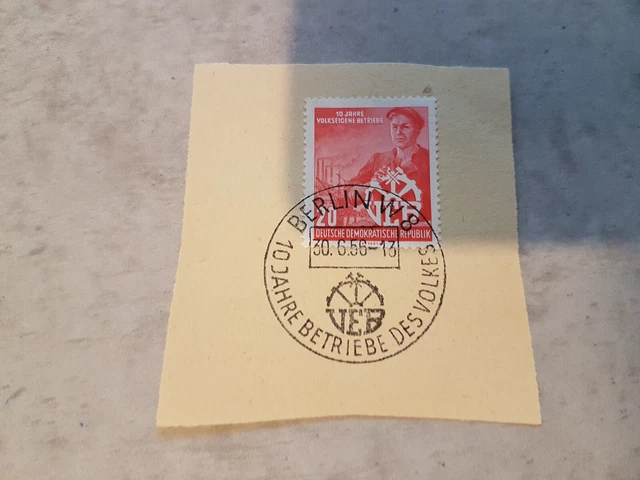 10 JAHRE
VOLKSEIGENE BETRIEBE
VEB
20
DEUTSCHE DEMOKRATISCHE REPUBLIK
BERLIN W 8
30.6.56-13
VEB
10 JAHRE BETRIEBE DES VOLKES